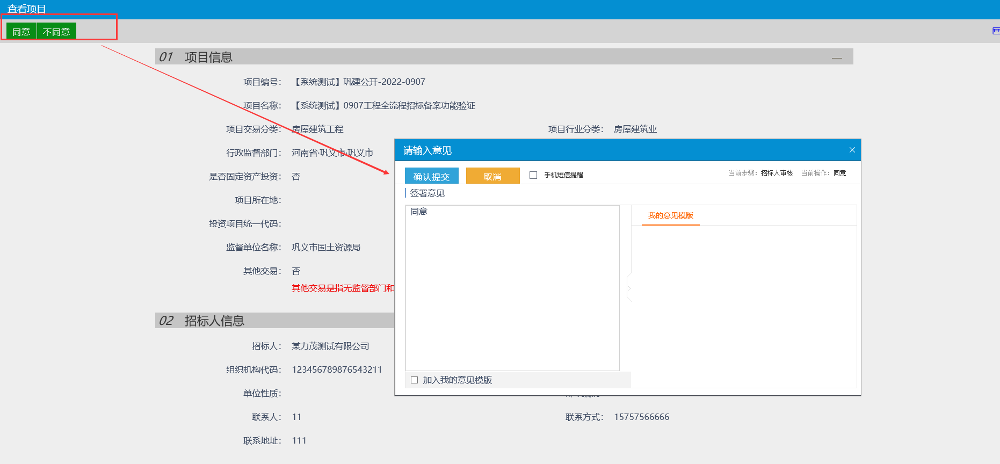 查看项目
同意 不同意
01 项目信息
项目编号： 【系统测试】巩建公开-2022-0907
项目名称： 【系统测试】0907工程全流程招标备案功能验证
项目交易分类： 房屋建筑工程 项目行业分类： 房屋建筑业
行政监督部门： 河南省·巩义市·巩义市
是否固定资产投资： 否
项目所在地：
投资项目统一代码：
监督单位名称： 巩义市国土资源局
其他交易： 否
其他交易是指无监督部门和
02 招标人信息
招标人： 某力茂测试有限公司
组织机构代码： 123456789876543211
单位性质：
联系人： 11 联系方式： 15757566666
联系地址： 111
请输入意见
确认提交 取消 手机短信提醒 当前步骤：招标人审核 当前操作：同意
签署意见
同意
我的意见模版
加入我的意见模版